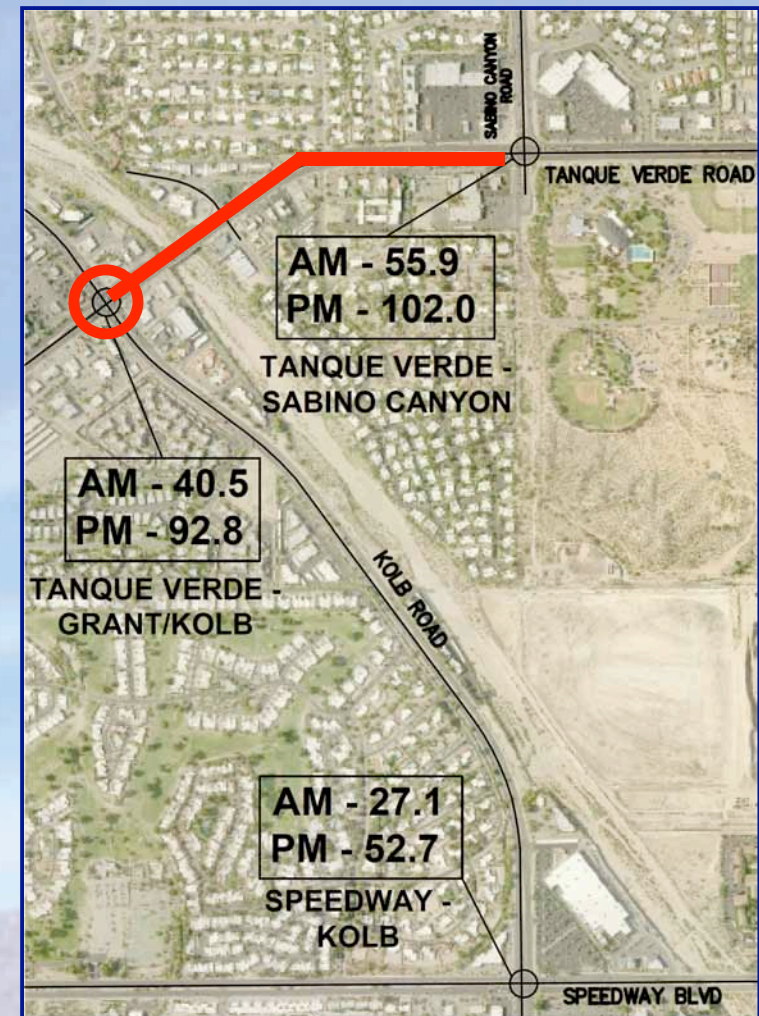 SABINO CANYON
ROAD
TANQUE VERDE ROAD
AM - 55.9
PM - 102.0
TANQUE VERDE -
SABINO CANYON
AM - 40.5
PM - 92.8
TANQUE VERDE -
GRANT/KOLB
KOLB ROAD
AM - 27.1
PM - 52.7
SPEEDWAY -
KOLB
SPEEDWAY BLVD